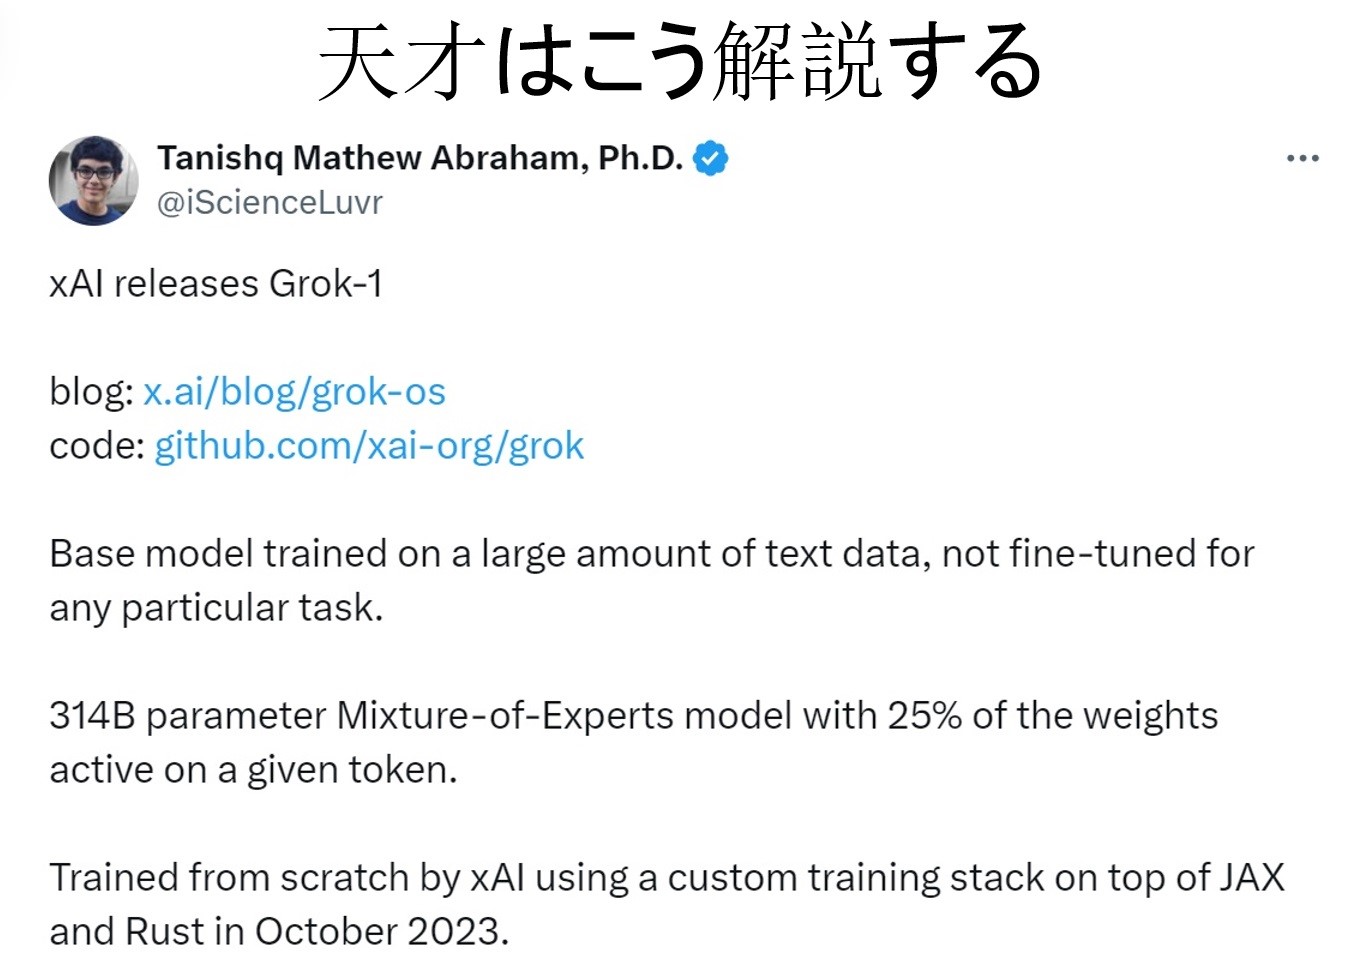 天才はこう解説する
Tanishq Mathew Abraham, Ph.D.
@iScienceLuvr
xAI releases Grok-1
blog: x.ai/blog/grok-os
code: github.com/xai-org/grok
Base model trained on a large amount of text data, not fine-tuned for
any particular task.
314B parameter Mixture-of-Experts model with 25% of the weights
active on a given token.
Trained from scratch by xAI using a custom training stack on top of JAX
and Rust in October 2023.